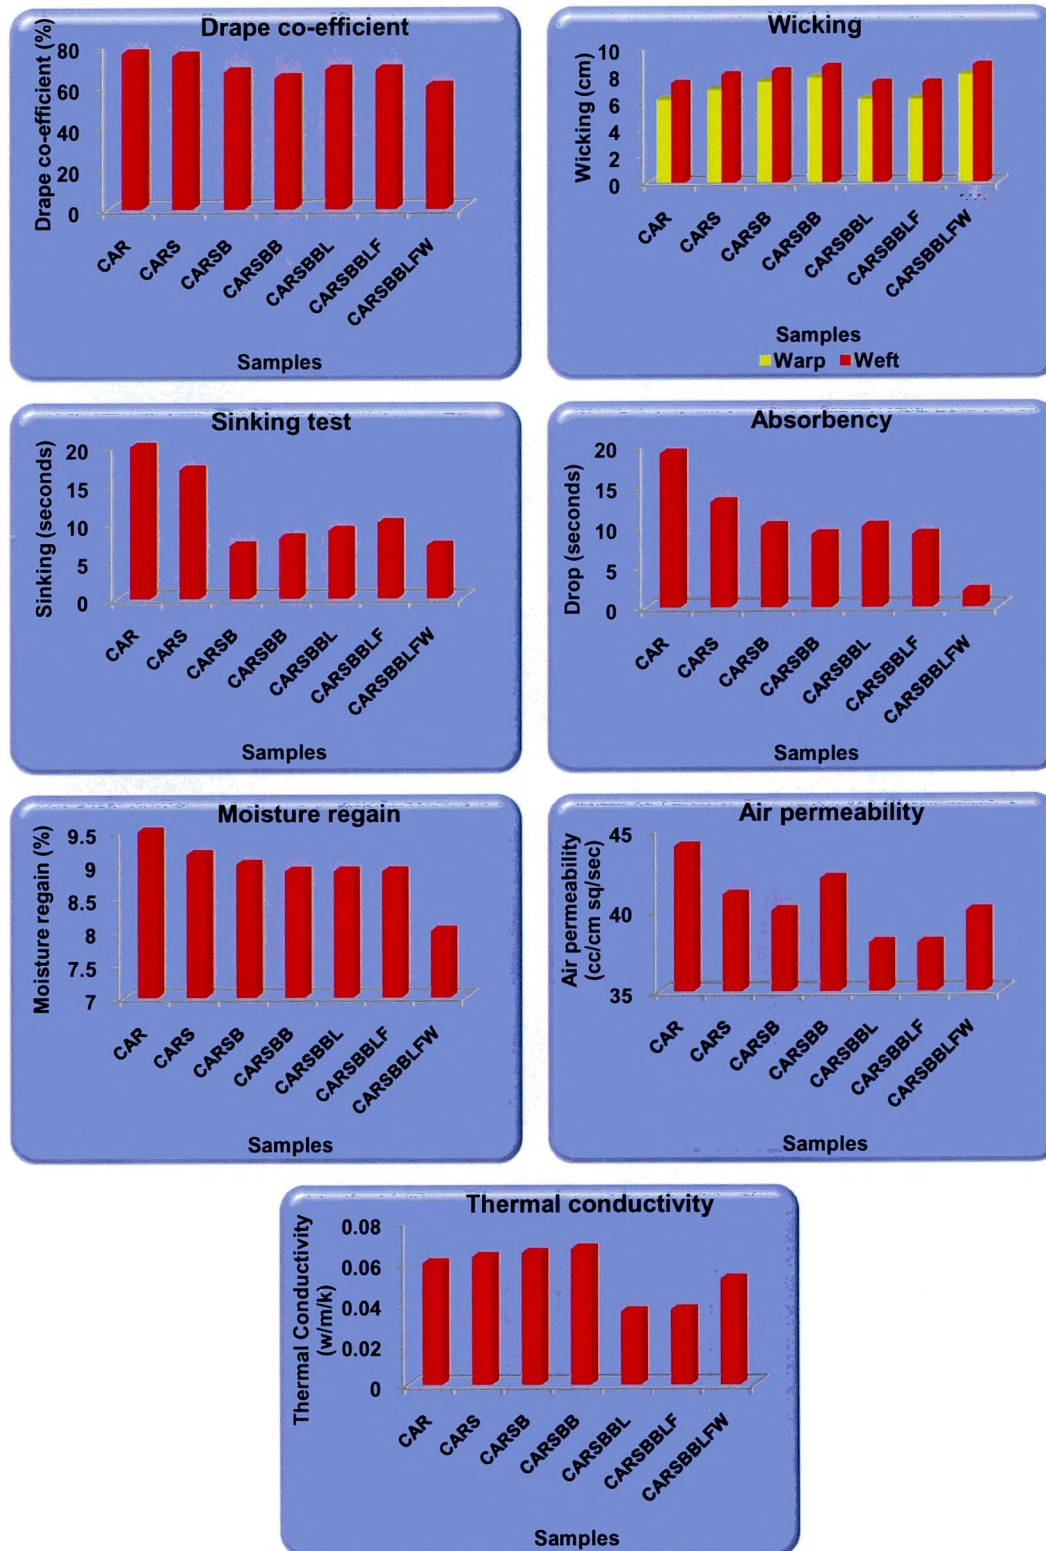 Drape co-efficient
Drape co-efficient (%)
80
60
40
20
0
CAR
CARS
CARSB
CARSBB
CARSBBL
CARSBBLF
CARSBBLFW
Samples
Wicking
Wicking (cm)
10
8
6
4
2
0
CAR
CARS
CARSB
CARSBB
CARSBBL
CARSBBLF
CARSBBLFW
Samples
Warp Weft
Sinking test
Sinking (seconds)
20
15
10
5
0
CAR
CARS
CARSB
CARSBB
CARSBBL
CARSBBLF
CARSBBLFW
Samples
Absorbency
Drop (seconds)
20
15
10
5
0
CAR
CARS
CARSB
CARSBB
CARSBBL
CARSBBLF
CARSBBLFW
Samples
Moisture regain
Moisture regain (%)
9.5
9
8.5
8
7.5
7
CAR
CARS
CARSB
CARSBB
CARSBBL
CARSBBLF
CARSBBLFW
Samples
Air permeability
Air permeability
(cc/cm sq/sec)
45
40
35
CAR
CARS
CARSB
CARSBB
CARSBBL
CARSBBLF
CARSBBLFW
Samples
Thermal conductivity
Thermal Conductivity
(w/m/k)
0.08
0.06
0.04
0.02
0
CAR
CARS
CARSB
CARSBB
CARSBBL
CARSBBLF
CARSBBLFW
Samples